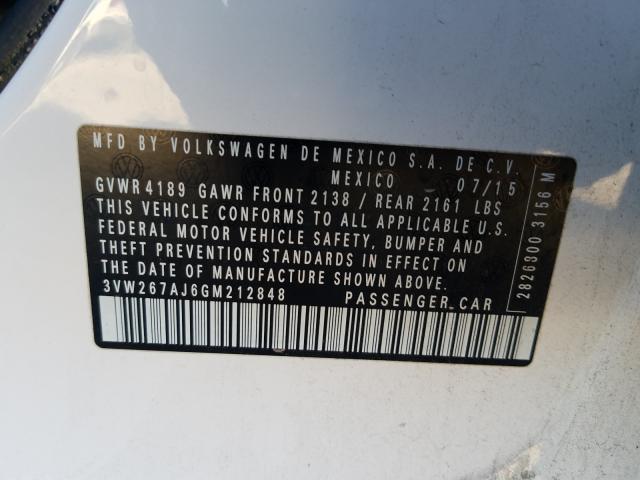 MFD BY VOLKSWAGEN DE MEXICO S.A. DE C.V.
MEXICO 07/15
GVWR 4189 GAWR FRONT 2138 / REAR 2161 LBS
THIS VEHICLE CONFORMS TO ALL APPLICABLE U.S.
FEDERAL MOTOR VEHICLE SAFETY, BUMPER AND
THEFT PREVENTION STANDARDS IN EFFECT ON
THE DATE OF MANUFACTURE SHOWN ABOVE.
3VW267AJ6GM212848 PASSENGER CAR
2826300 3156 M